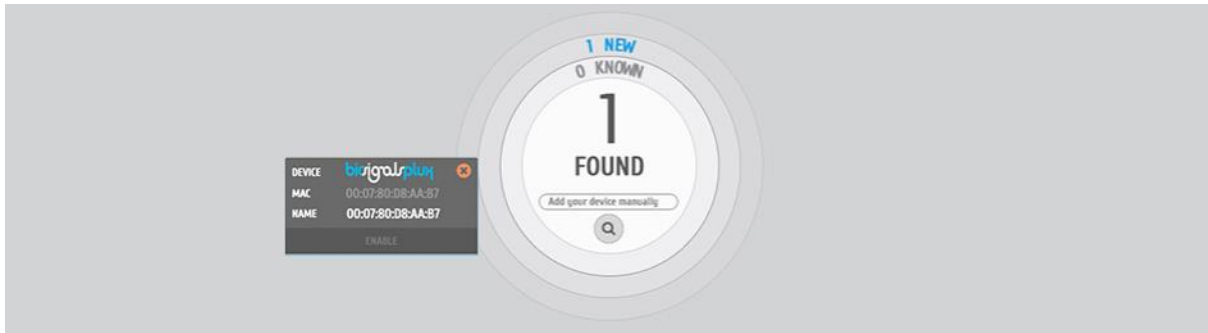 1 NEW
0 KNOWN
1
FOUND
Add your device manually
DEVICE biosignalsplux
MAC 00:07:80:D8:AA:B7
NAME 00:07:80:D8:AA:B7
ENABLE